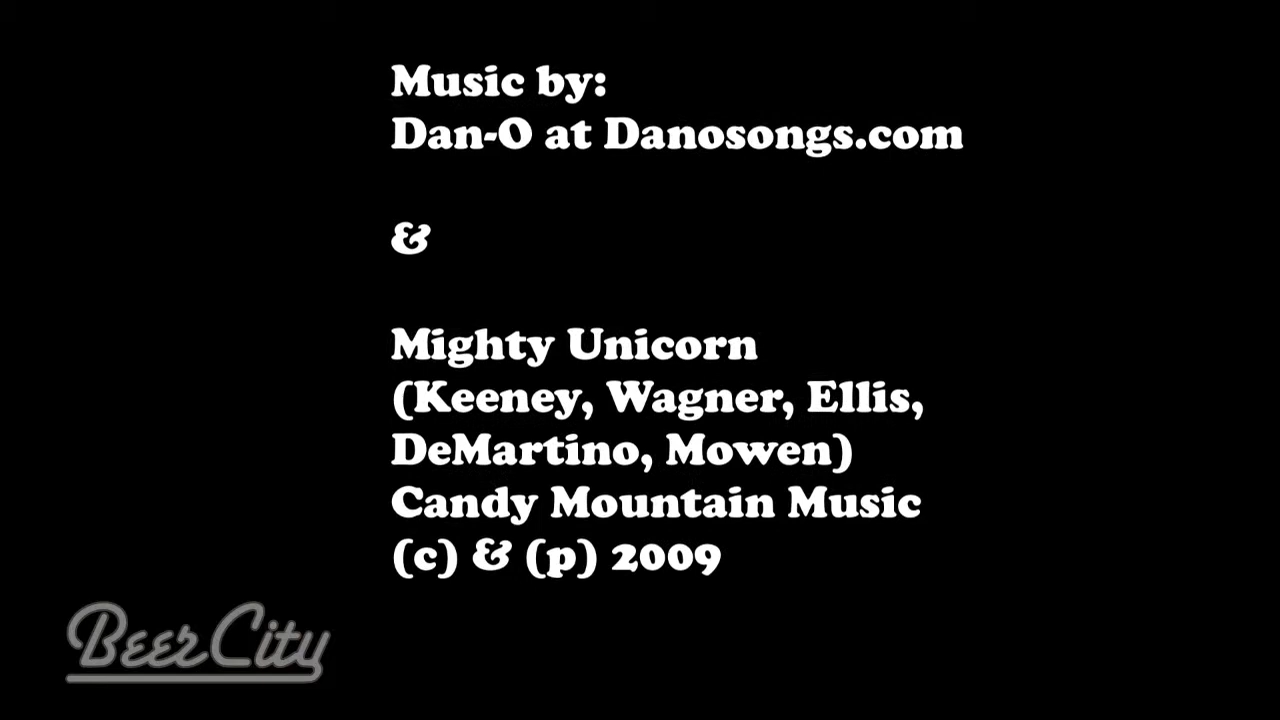 Music by:
Dan-O at Danosongs.com
&
Mighty Unicorn
(Keeney, Wagner, Ellis,
DeMartino, Mowen)
Candy Mountain Music
(c) & (p) 2009
Beer City